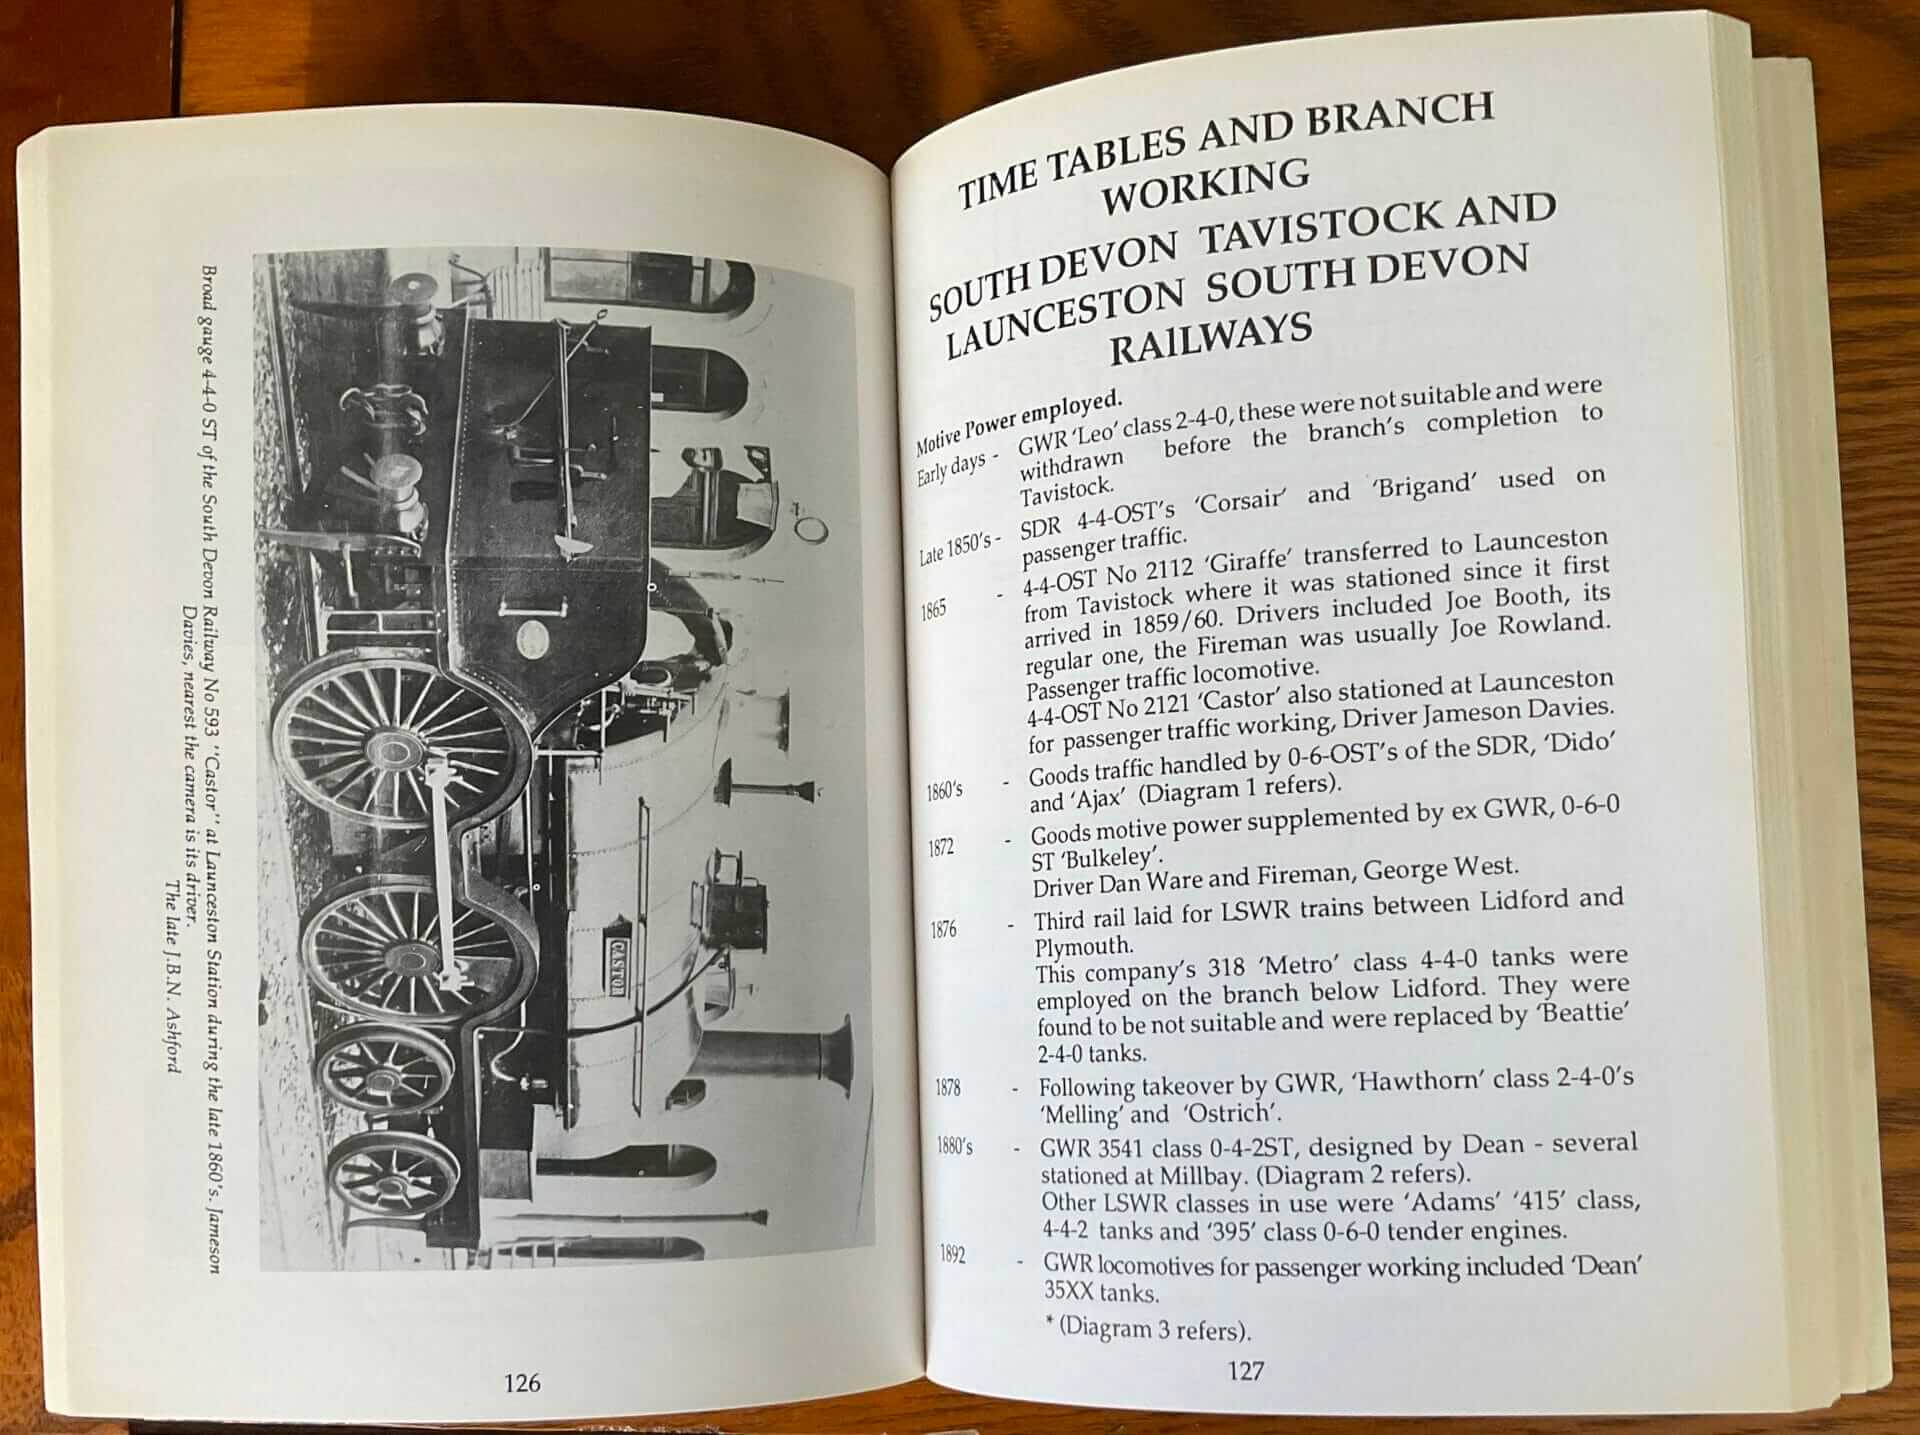 Broad gauge 4-4-0 ST of the South Devon Railway No 593 ''Castor'' at Launceston Station during the late 1860's. Jameson
Davies, nearest the camera is its driver.
The late J.B.N. Ashford
CASTOR
126
TIME TABLES AND BRANCH
WORKING
SOUTH DEVON TAVISTOCK AND
LAUNCESTON SOUTH DEVON
RAILWAYS
Motive Power employed.
Early days - GWR 'Leo' class 2-4-0, these were not suitable and were
withdrawn before the branch's completion to
Tavistock.
Late 1850's - SDR 4-4-OST's 'Corsair' and 'Brigand' used on
passenger traffic.
1865 - 4-4-OST No 2112 'Giraffe' transferred to Launceston
from Tavistock where it was stationed since it first
arrived in 1859/60. Drivers included Joe Booth, its
regular one, the Fireman was usually Joe Rowland.
Passenger traffic locomotive.
4-4-OST No 2121 'Castor' also stationed at Launceston
for passenger traffic working, Driver Jameson Davies.
1860's - Goods traffic handled by 0-6-OST's of the SDR, 'Dido'
and 'Ajax' (Diagram 1 refers).
1872 - Goods motive power supplemented by ex GWR, 0-6-0
ST 'Bulkeley'.
Driver Dan Ware and Fireman, George West.
1876 - Third rail laid for LSWR trains between Lidford and
Plymouth.
This company's 318 'Metro' class 4-4-0 tanks were
employed on the branch below Lidford. They were
found to be not suitable and were replaced by 'Beattie'
2-4-0 tanks.
1878 - Following takeover by GWR, 'Hawthorn' class 2-4-0's
'Melling' and 'Ostrich'.
1880's - GWR 3541 class 0-4-2ST, designed by Dean - several
stationed at Millbay. (Diagram 2 refers).
Other LSWR classes in use were 'Adams' '415' class,
4-4-2 tanks and '395' class 0-6-0 tender engines.
1892 - GWR locomotives for passenger working included 'Dean'
35XX tanks.
* (Diagram 3 refers).
127